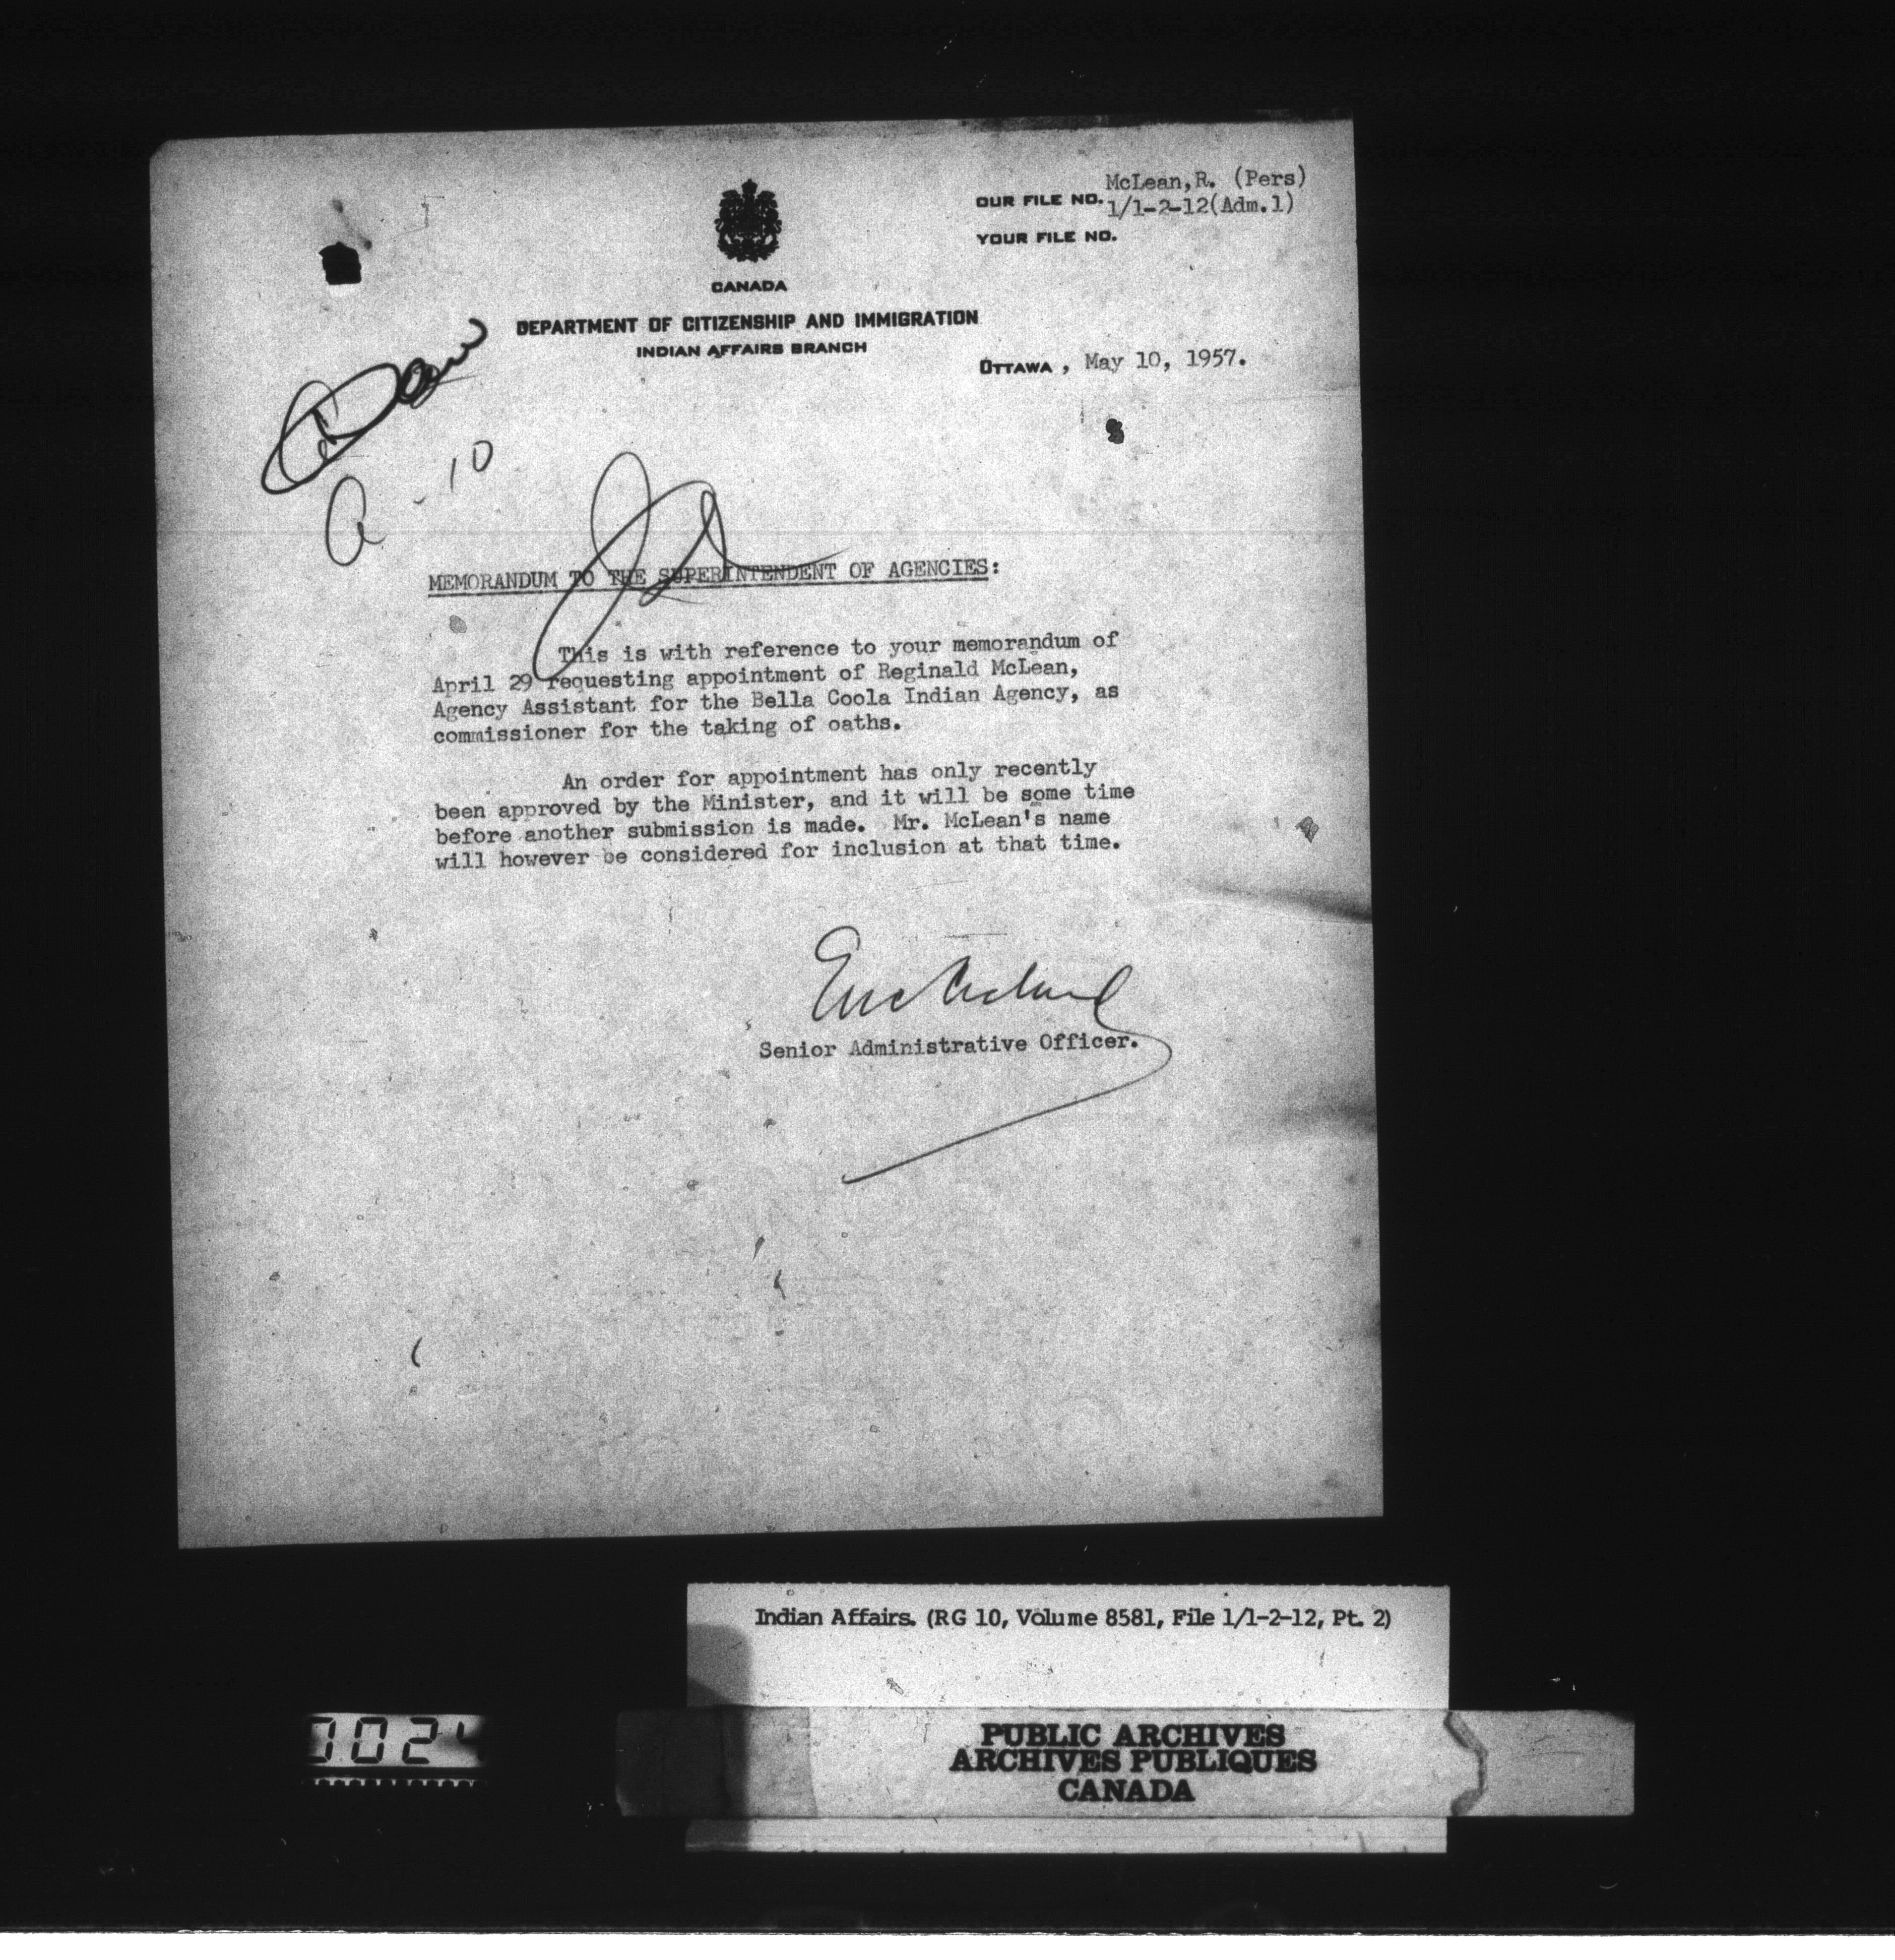 McLean,R. (Pers)
OUR FILE NO. 1/1-2-12(Adm.1)
YOUR FILE NO.
CANADA
DEPARTMENT OF CITIZENSHIP AND IMMIGRATION
INDIAN AFFAIRS BRANCH
OTTAWA, May 10, 1957.
a - 10
MEMORANDUM TO THE SUPERINTENDENT OF AGENCIES:
This is with reference to your memorandum of
April 29 requesting appointment of Reginald McLean,
Agency Assistant for the Bella Coola Indian Agency, as
commissioner for the taking of oaths.
An order for appointment has only recently
been approved by the Minister, and it will be some time
before another submission is made. Mr. McLean's name
will however be considered for inclusion at that time.
Senior Administrative Officer.
Indian Affairs. (RG 10, Volume 8581, File 1/1-2-12, Pt. 2)
PUBLIC ARCHIVES
ARCHIVES PUBLIQUES
CANADA